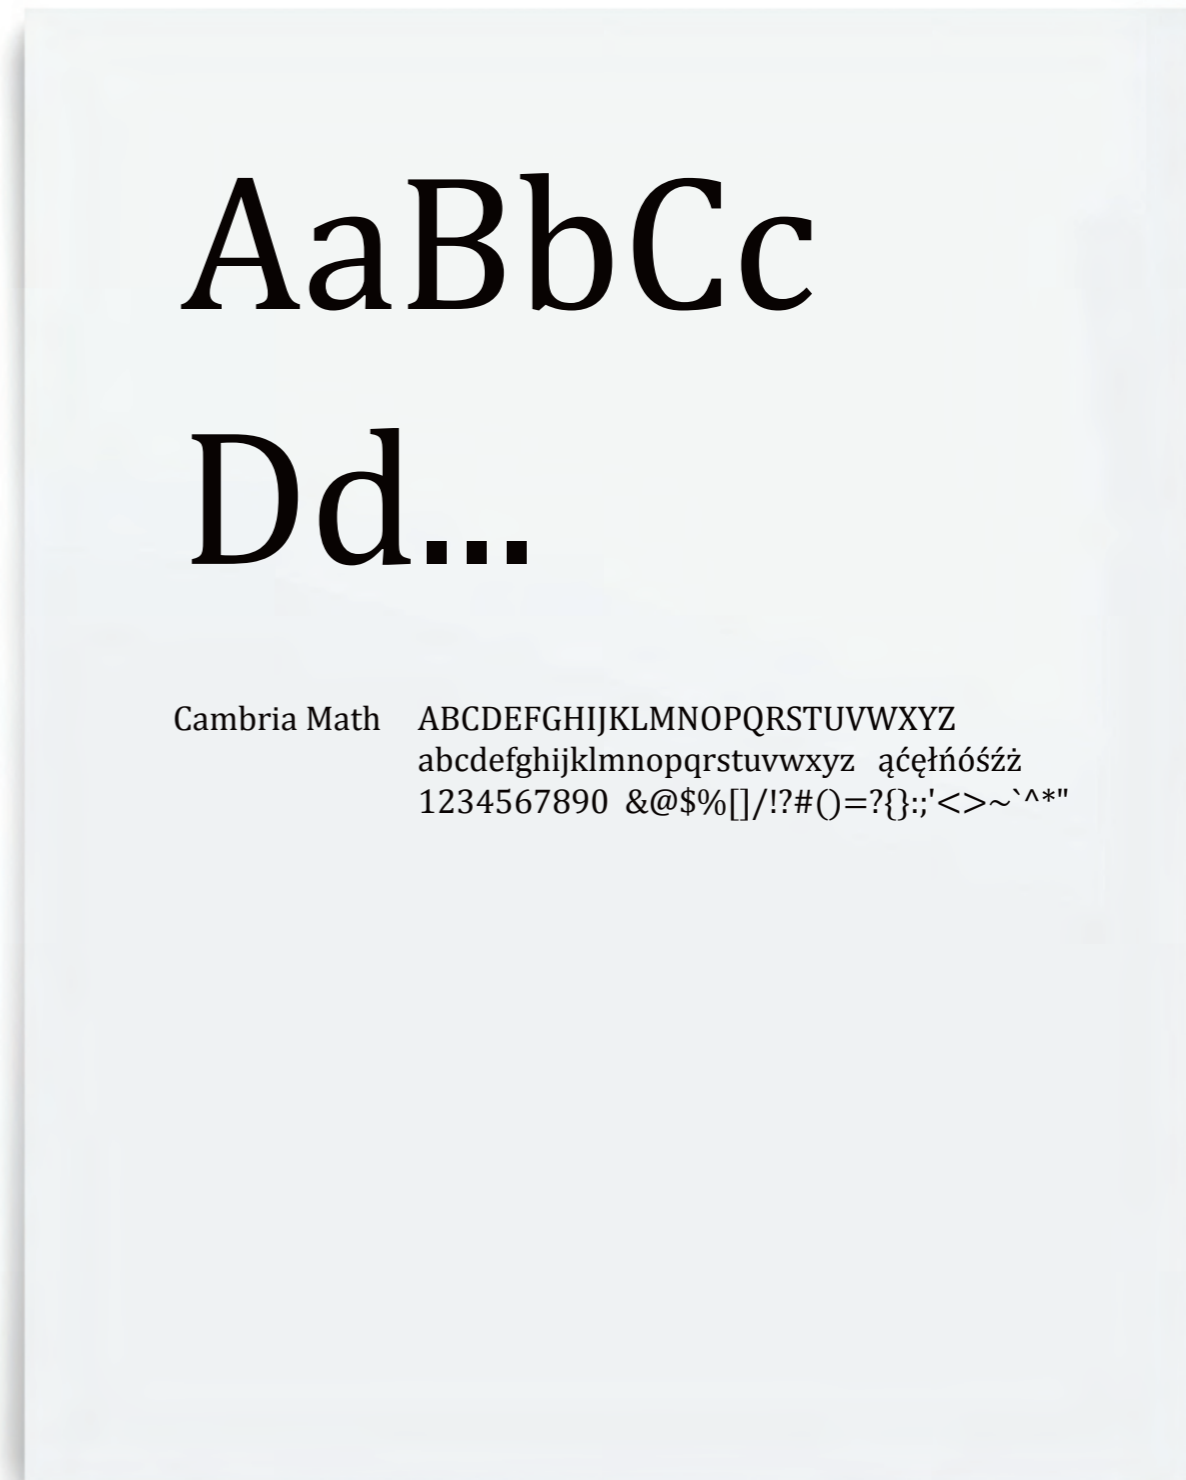 AaBbCc
Dd...
Cambria Math
ABCDEFGHIJKLMNOPQRSTUVWXYZ
abcdefghijklmnopqrstuvwxyz ąćęłńóśźż
1234567890 &@$%[]/!?#()=?{}:;'<>~`^*"